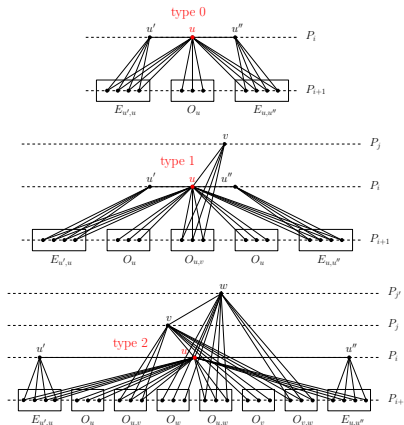 type 0
u′ u u″ P_i
P_{i+1}
E_{u′,u} O_u E_{u,u″}
v P_j
type 1
u′ u u″ P_i
P_{i+1}
E_{u′,u} O_u O_{u,v} O_u E_{u,u″}
w P_{j′}
v P_j
type 2
u′ u u″ P_i
P_{i+
E_{u′,u} O_u O_{u,v} O_w O_{u,w} O_v O_{v,w} E_{u,u″}